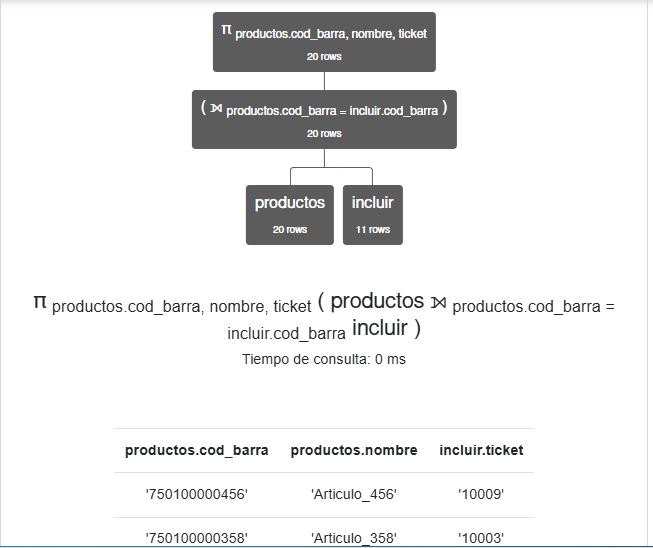 π productos.cod_barra, nombre, ticket
20 rows
( ⟕ productos.cod_barra = incluir.cod_barra )
20 rows
productos
20 rows
incluir
11 rows
π productos.cod_barra, nombre, ticket ( productos ⟕ productos.cod_barra =
incluir.cod_barra incluir )
Tiempo de consulta: 0 ms
productos.cod_barra productos.nombre incluir.ticket
'750100000456' 'Articulo_456' '10009'
'750100000358' 'Articulo_358' '10003'